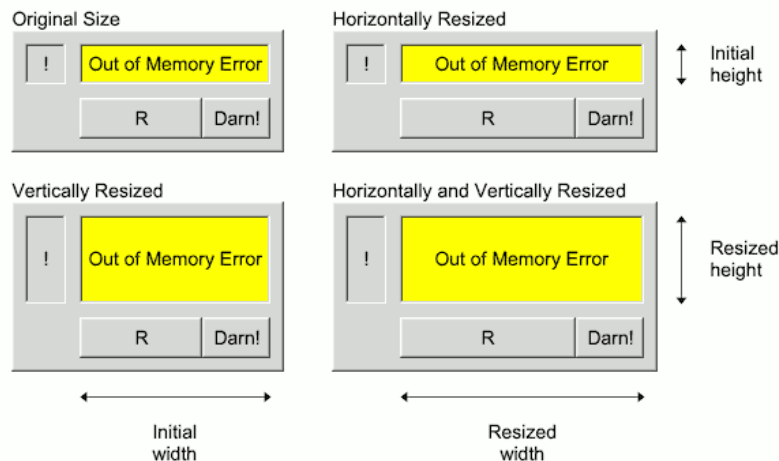 Original Size
Horizontally Resized
!
Out of Memory Error
!
Out of Memory Error
Initial
height
R
Darn!
R
Darn!
Vertically Resized
Horizontally and Vertically Resized
!
Out of Memory Error
!
Out of Memory Error
Resized
height
R
Darn!
R
Darn!
Initial
width
Resized
width